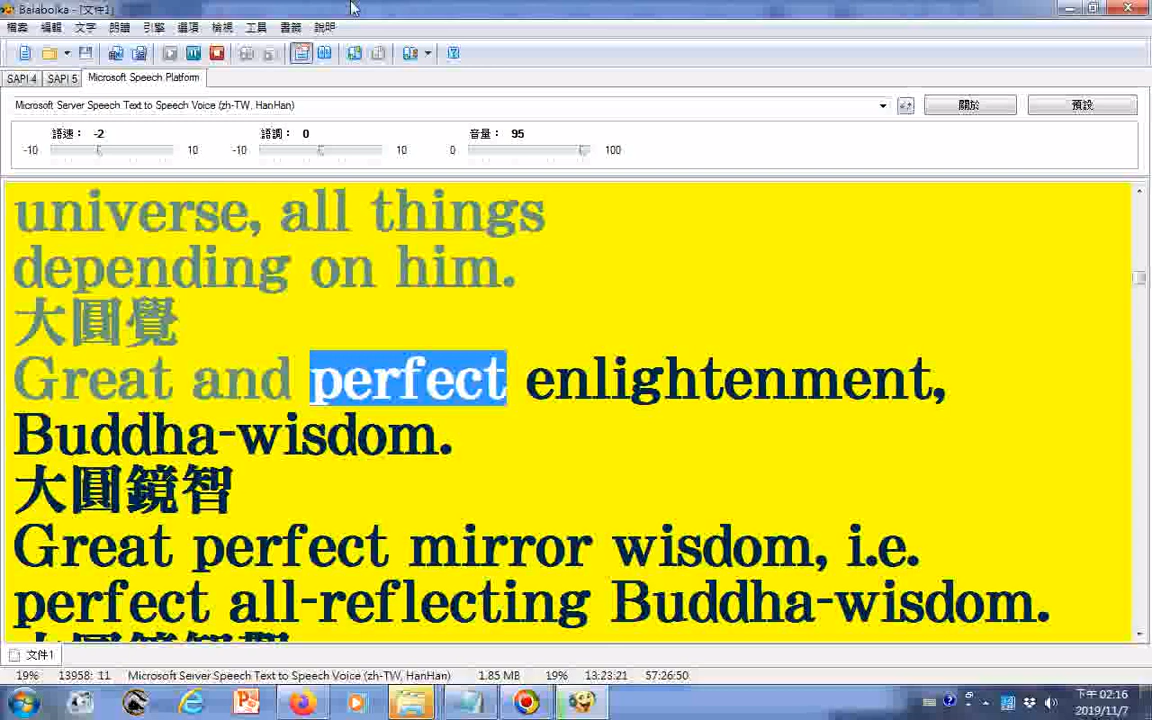 Balabolka - [文件1]
檔案 編輯 文字 朗讀 引擎 選項 檢視 工具 書籤 說明
SAPI 4 SAPI 5 Microsoft Speech Platform
Microsoft Server Speech Text to Speech Voice (zh-TW, HanHan) 關於 預設
語速： -2 語調： 0 音量： 95
-10 10 -10 10 0 100
universe, all things
depending on him.
大圓覺
Great and perfect enlightenment,
Buddha-wisdom.
大圓鏡智
Great perfect mirror wisdom, i.e.
perfect all-reflecting Buddha-wisdom.
大圓鏡智觀
文件1
19% 13958: 11 Microsoft Server Speech Text to Speech Voice (zh-TW, HanHan) 1.85 MB 19% 13:23:21 57:26:50
下午 02:16
2019/11/7